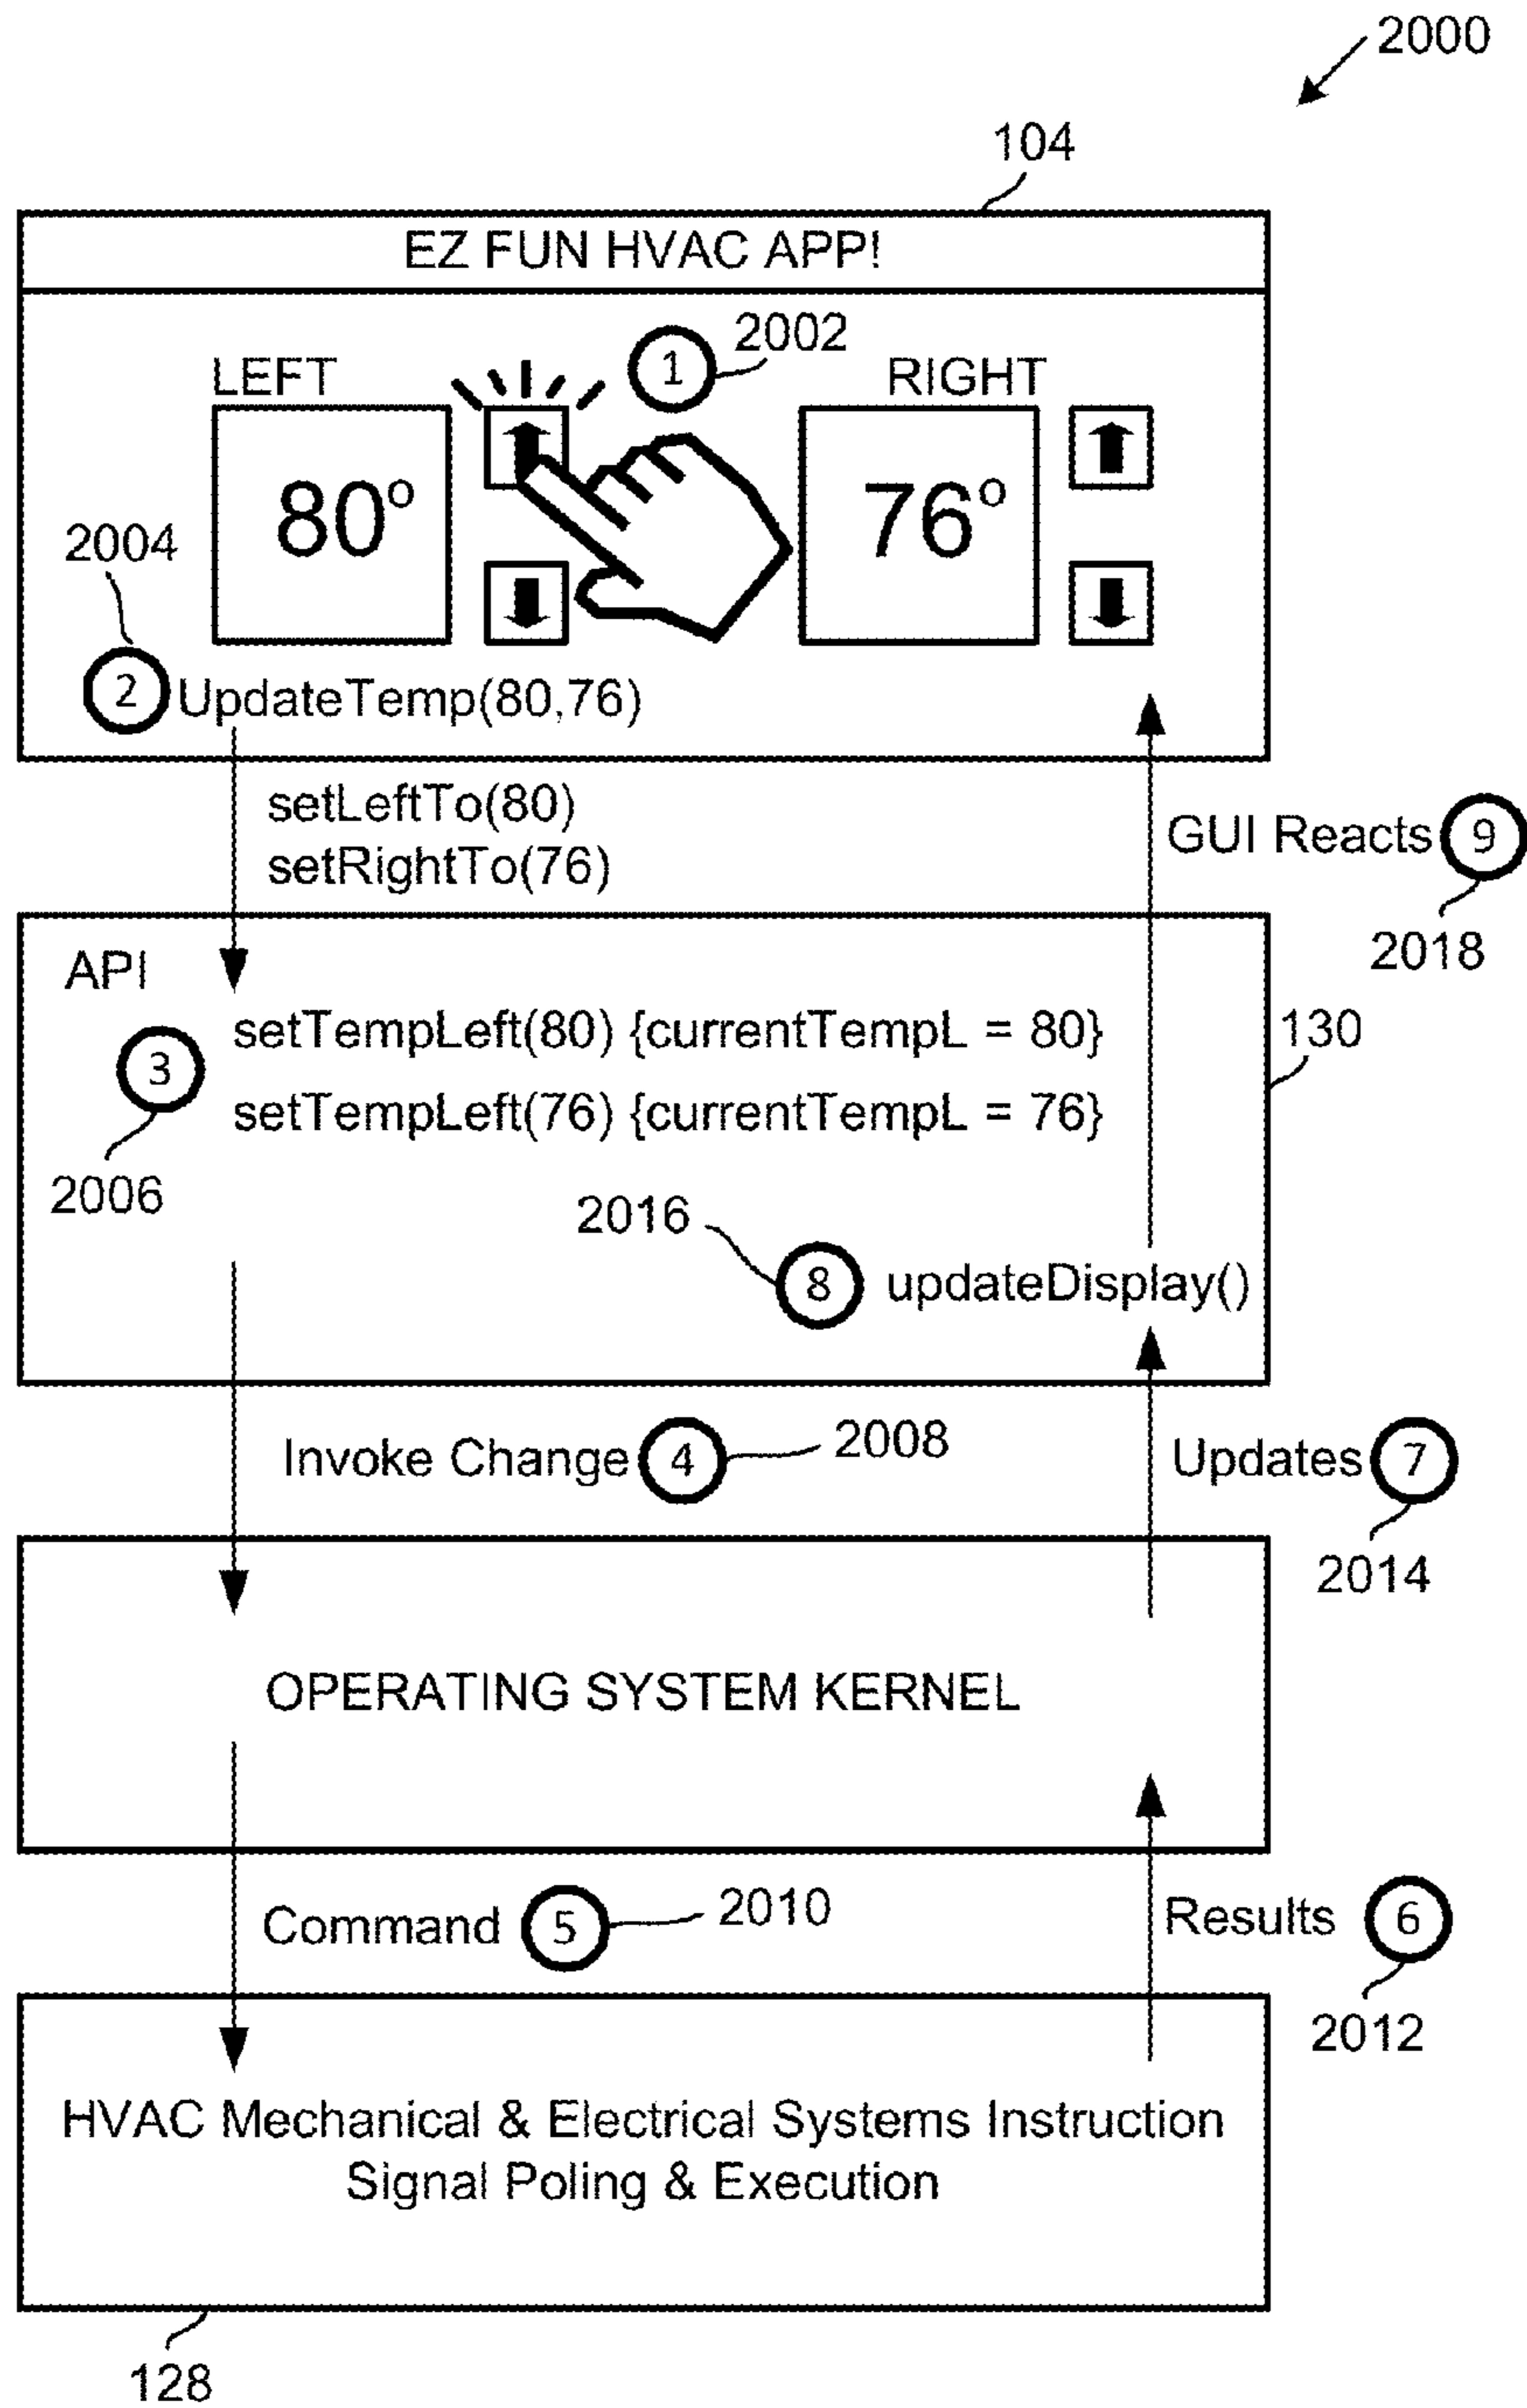 2000
104
EZ FUN HVAC APP!
1 2002
LEFT
RIGHT
80°
76°
2004
2 UpdateTemp(80,76)
setLeftTo(80)
setRightTo(76)
GUI Reacts 9
2018
API
setTempLeft(80) {currentTempL = 80}
130
3
setTempLeft(76) {currentTempL = 76}
2006
2016
8 updateDisplay()
Invoke Change 4 2008
Updates 7
2014
OPERATING SYSTEM KERNEL
Command 5 2010
Results 6
2012
HVAC Mechanical & Electrical Systems Instruction
Signal Poling & Execution
128